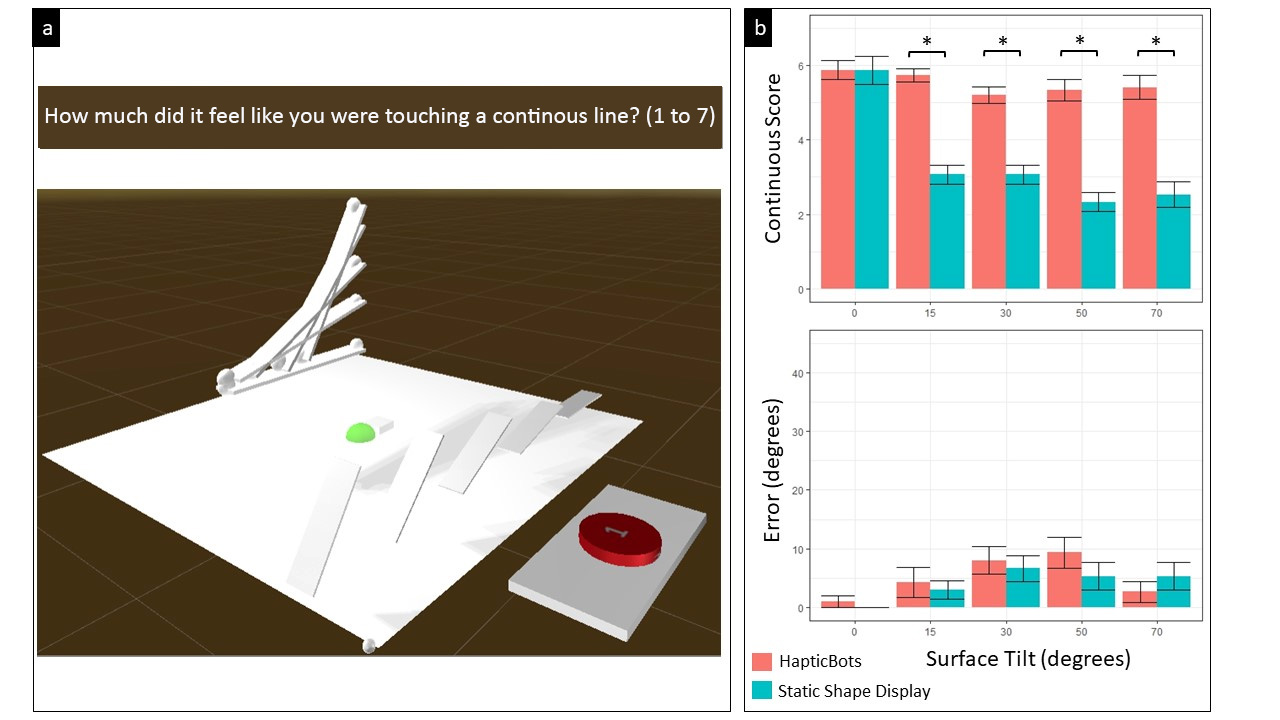 a
How much did it feel like you were touching a continous line? (1 to 7)
1
b
Continuous Score
6
4
2
0
* * * *
0 15 30 50 70
Error (degrees)
40
30
20
10
0
0 15 30 50 70
Surface Tilt (degrees)
HapticBots
Static Shape Display